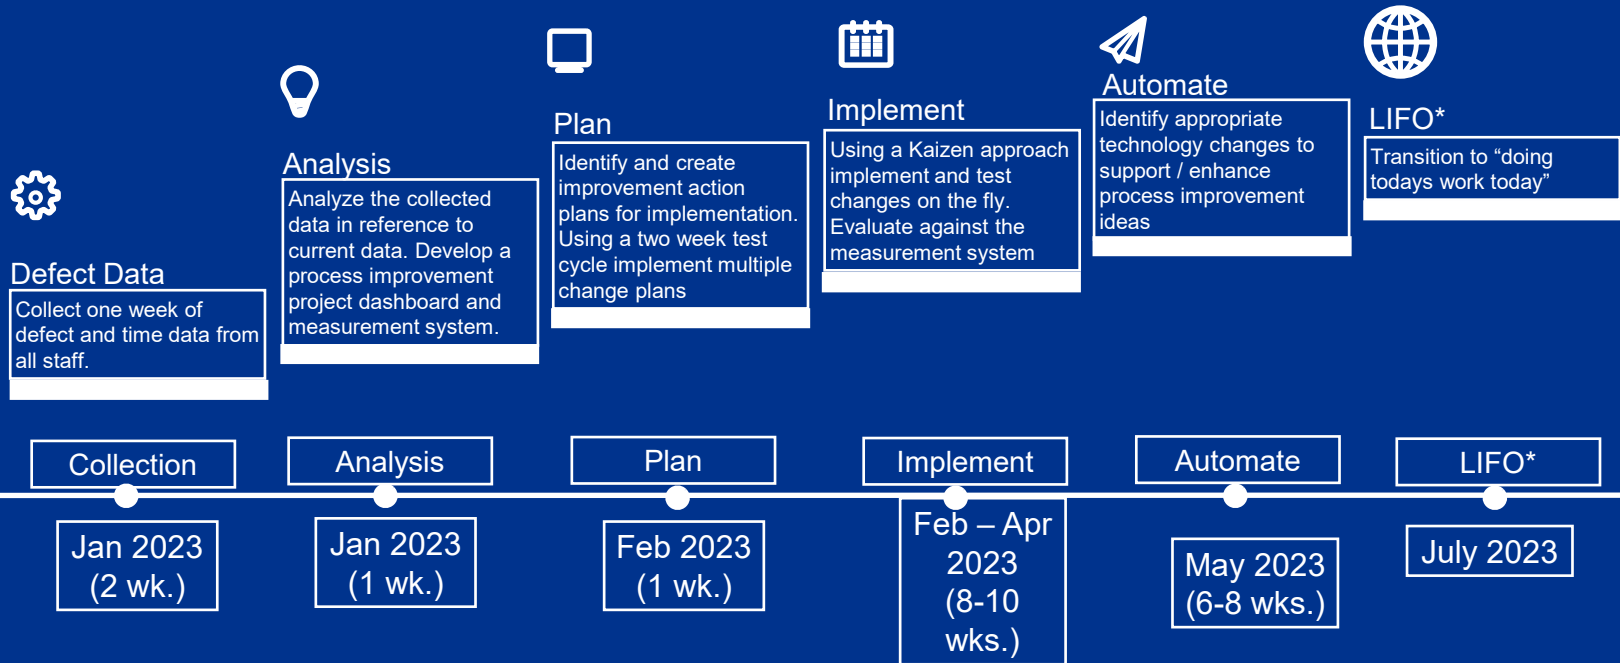 Defect Data
Collect one week of
defect and time data from
all staff.
Analysis
Analyze the collected
data in reference to
current data. Develop a
process improvement
project dashboard and
measurement system.
Plan
Identify and create
improvement action
plans for implementation.
Using a two week test
cycle implement multiple
change plans
Implement
Using a Kaizen approach
implement and test
changes on the fly.
Evaluate against the
measurement system
Automate
Identify appropriate
technology changes to
support / enhance
process improvement
ideas
LIFO*
Transition to “doing
todays work today”
Collection
Analysis
Plan
Implement
Automate
LIFO*
Jan 2023
(2 wk.)
Jan 2023
(1 wk.)
Feb 2023
(1 wk.)
Feb – Apr
2023
(8-10
wks.)
May 2023
(6-8 wks.)
July 2023